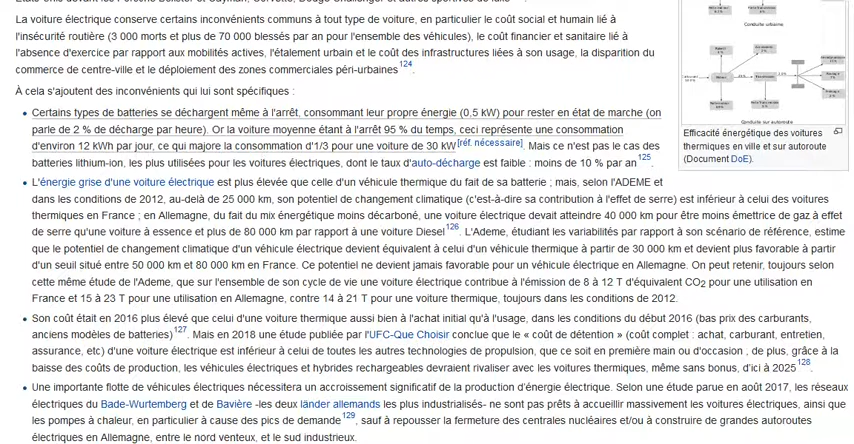 La voiture électrique conserve certains inconvénients communs à tout type de voiture, en particulier le coût social et humain lié à
l'insécurité routière (3 000 morts et plus de 70 000 blessés par an pour l'ensemble des véhicules), le coût financier et sanitaire lié à
l'absence d'exercice par rapport aux mobilités actives, l'étalement urbain et le coût des infrastructures liées à son usage, la disparition du
commerce de centre-ville et le déploiement des zones commerciales péri-urbaines124.
À cela s'ajoutent des inconvénients qui lui sont spécifiques :
• Certains types de batteries se déchargent même à l'arrêt, consommant leur propre énergie (0,5 kW) pour rester en état de marche (on
parle de 2 % de décharge par heure). Or la voiture moyenne étant à l'arrêt 95 % du temps, ceci représente une consommation
d'environ 12 kWh par jour, ce qui majore la consommation d'1/3 pour une voiture de 30 kW[réf. nécessaire]. Mais ce n'est pas le cas des
batteries lithium-ion, les plus utilisées pour les voitures électriques, dont le taux d'auto-décharge est faible : moins de 10 % par an125.
• L'énergie grise d'une voiture électrique est plus élevée que celle d'un véhicule thermique du fait de sa batterie ; mais, selon l'ADEME et
dans les conditions de 2012, au-delà de 25 000 km, son potentiel de changement climatique (c'est-à-dire sa contribution à l'effet de serre) est inférieur à celui des voitures
thermiques en France ; en Allemagne, du fait du mix énergétique moins décarboné, une voiture électrique devait atteindre 40 000 km pour être moins émettrice de gaz à effet
de serre qu'une voiture à essence et plus de 80 000 km par rapport à une voiture Diesel126. L'Ademe, étudiant les variabilités par rapport à son scénario de référence, estime
que le potentiel de changement climatique d'un véhicule électrique devient équivalent à celui d'un véhicule thermique à partir de 30 000 km et devient plus favorable à partir
d'un seuil situé entre 50 000 km et 80 000 km en France. Ce potentiel ne devient jamais favorable pour un véhicule électrique en Allemagne. On peut retenir, toujours selon
cette même étude de l'Ademe, que sur l'ensemble de son cycle de vie une voiture électrique contribue à l'émission de 8 à 12 T d'équivalent CO2 pour une utilisation en
France et 15 à 23 T pour une utilisation en Allemagne, contre 14 à 21 T pour une voiture thermique, toujours dans les conditions de 2012.
• Son coût était en 2016 plus élevé que celui d'une voiture thermique aussi bien à l'achat initial qu'à l'usage, dans les conditions du début 2016 (bas prix des carburants,
anciens modèles de batteries)127. Mais en 2018 une étude publiée par l'UFC-Que Choisir conclue que le « coût de détention » (coût complet : achat, carburant, entretien,
assurance, etc) d'une voiture électrique est inférieur à celui de toutes les autres technologies de propulsion, que ce soit en première main ou d'occasion , de plus, grâce à la
baisse des coûts de production, les véhicules électriques et hybrides rechargeables devraient rivaliser avec les voitures thermiques, même sans bonus, d'ici à 2025128.
• Une importante flotte de véhicules électriques nécessitera un accroissement significatif de la production d'énergie électrique. Selon une étude parue en août 2017, les réseaux
électriques du Bade-Wurtemberg et de Bavière -les deux länder allemands les plus industrialisés- ne sont pas prêts à accueillir massivement les voitures électriques, ainsi que
les pompes à chaleur, en particulier à cause des pics de demande129, sauf à repousser la fermeture des centrales nucléaires et/ou à construire de grandes autoroutes
électriques en Allemagne, entre le nord venteux, et le sud industrieux.
Conduite urbaine
Conduite sur autoroute
Efficacité énergétique des voitures
thermiques en ville et sur autoroute
(Document DoE).